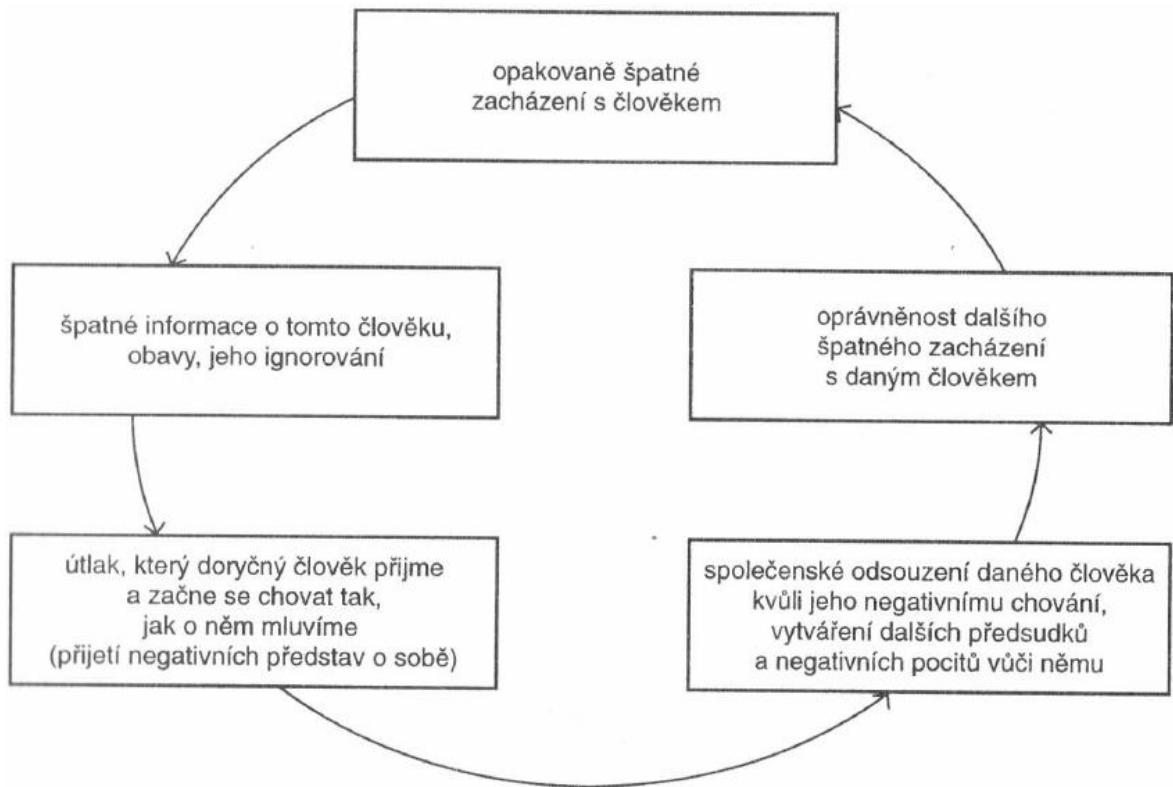 opakovaně špatné
zacházení s člověkem
špatné informace o tomto člověku,
obavy, jeho ignorování
útlak, který doryčný člověk přijme
a začne se chovat tak,
jak o něm mluvíme
(přijetí negativních představ o sobě)
společenské odsouzení daného člověka
kvůli jeho negativnímu chování,
vytváření dalších předsudků
a negativních pocitů vůči němu
oprávněnost dalšího
špatného zacházení
s daným člověkem